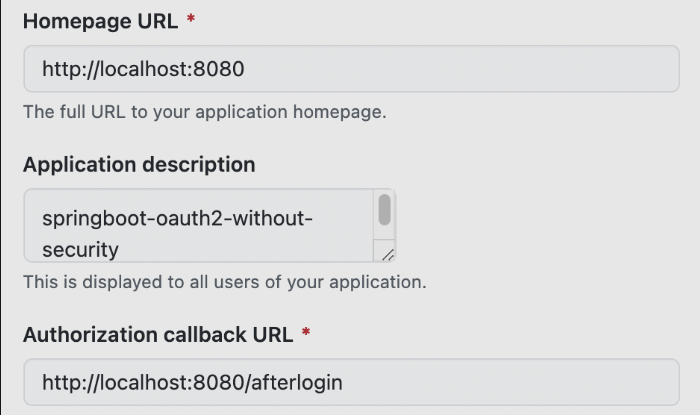 Homepage URL *
http://localhost:8080
The full URL to your application homepage.
Application description
springboot-oauth2-without-
security
This is displayed to all users of your application.
Authorization callback URL *
http://localhost:8080/afterlogin